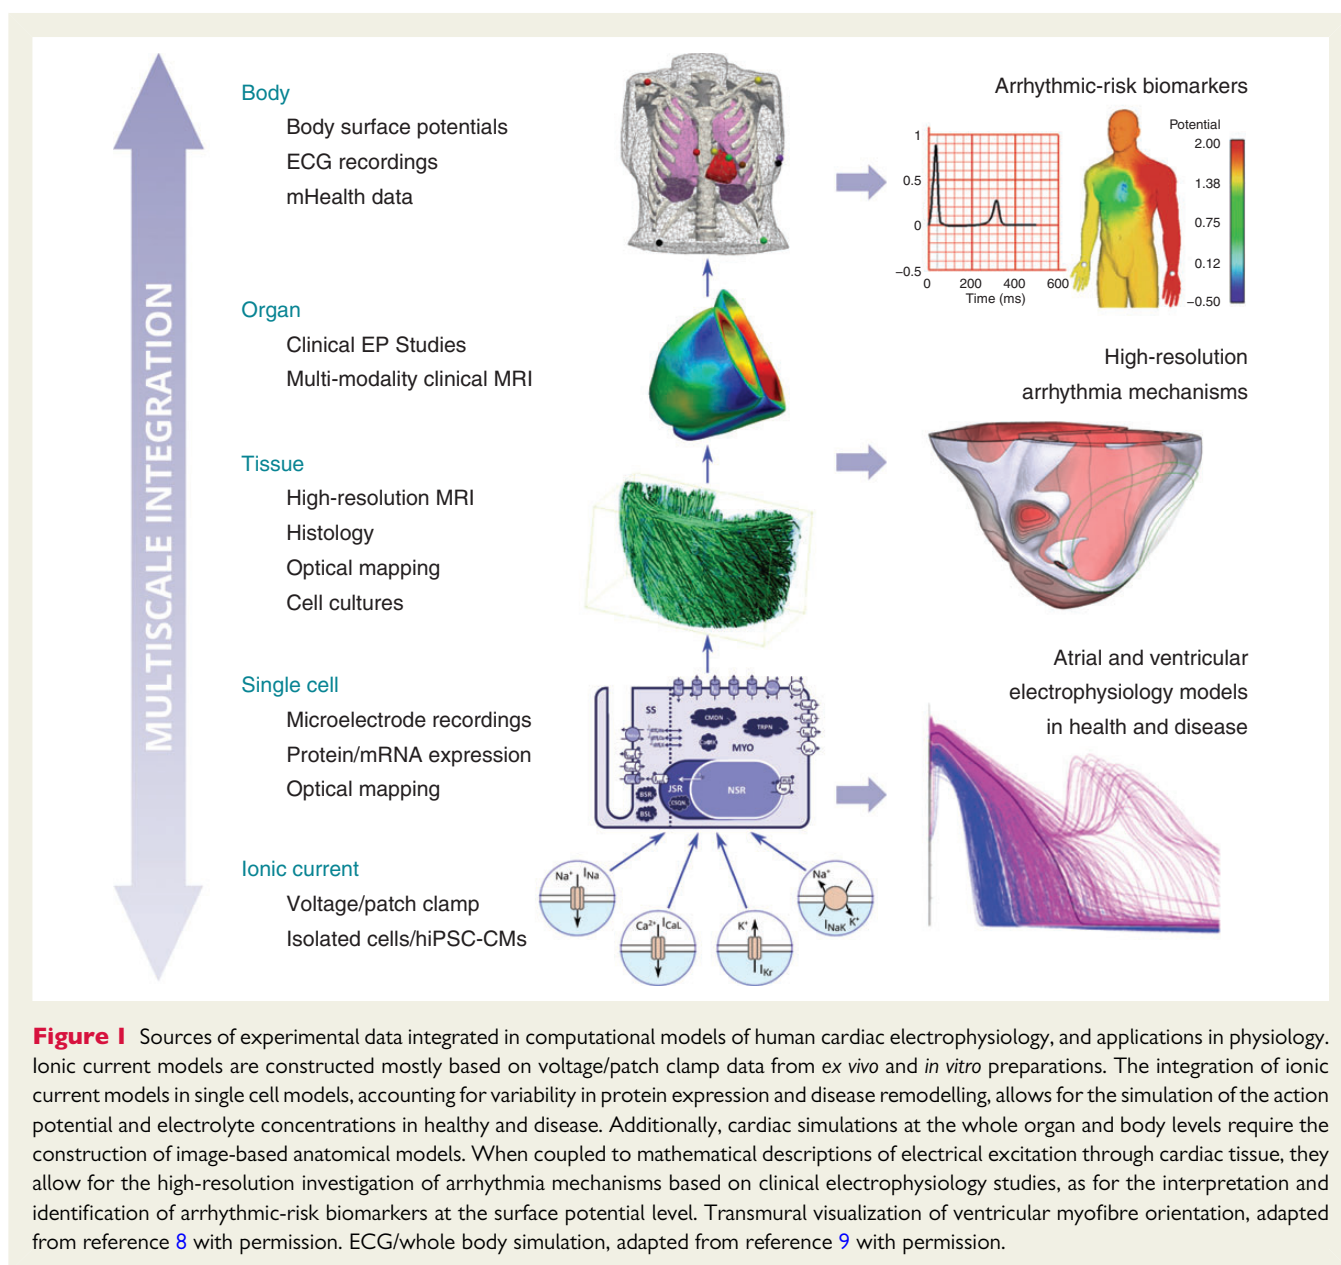 MULTISCALE INTEGRATION
Body
Body surface potentials
ECG recordings
mHealth data
Organ
Clinical EP Studies
Multi-modality clinical MRI
Tissue
High-resolution MRI
Histology
Optical mapping
Cell cultures
Single cell
Microelectrode recordings
Protein/mRNA expression
Optical mapping
Ionic current
Voltage/patch clamp
Isolated cells/hiPSC-CMs
SS
CMDN
TRPN
MYO
JSR
NSR
BSR
CSQN
BSL
Na⁺ I_Na
Ca²⁺ I_CaL
K⁺
I_Kr
Na⁺
I_NaK K⁺
Arrhythmic-risk biomarkers
1
0.5
0
−0.5
0 200 400 600
Time (ms)
Potential
2.00
1.38
0.75
0.12
−0.50
High-resolution
arrhythmia mechanisms
Atrial and ventricular
electrophysiology models
in health and disease
Figure 1 Sources of experimental data integrated in computational models of human cardiac electrophysiology, and applications in physiology.
Ionic current models are constructed mostly based on voltage/patch clamp data from ex vivo and in vitro preparations. The integration of ionic
current models in single cell models, accounting for variability in protein expression and disease remodelling, allows for the simulation of the action
potential and electrolyte concentrations in healthy and disease. Additionally, cardiac simulations at the whole organ and body levels require the
construction of image-based anatomical models. When coupled to mathematical descriptions of electrical excitation through cardiac tissue, they
allow for the high-resolution investigation of arrhythmia mechanisms based on clinical electrophysiology studies, as for the interpretation and
identification of arrhythmic-risk biomarkers at the surface potential level. Transmural visualization of ventricular myofibre orientation, adapted
from reference 8 with permission. ECG/whole body simulation, adapted from reference 9 with permission.